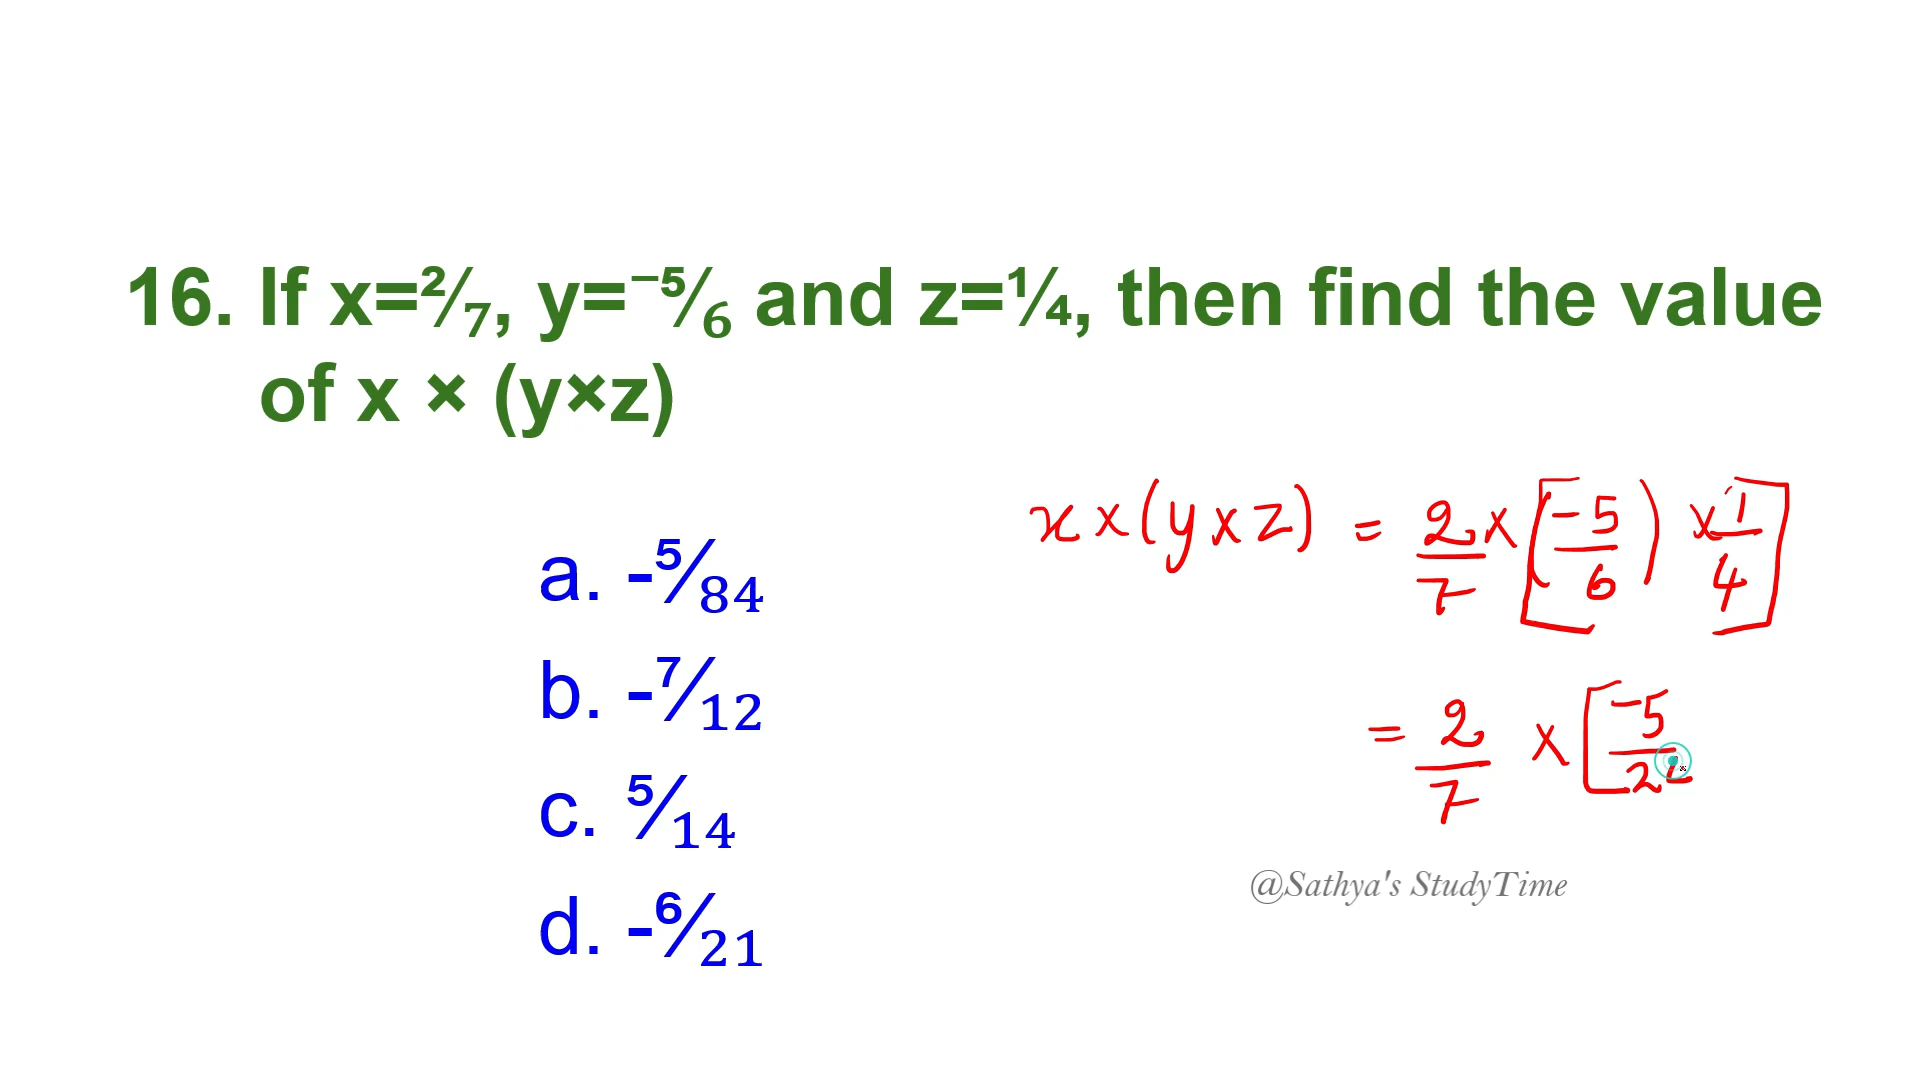 16. If x=²⁄₇, y=⁻⁵⁄₆ and z=¼, then find the value
of x × (y×z)
a. -⁵⁄₈₄
b. -⁷⁄₁₂
c. ⁵⁄₁₄
d. -⁶⁄₂₁
x × (y × z) = 2/7 × [(-5/6) × 1/4]
= 2/7 × [-5/2
@Sathya's StudyTime